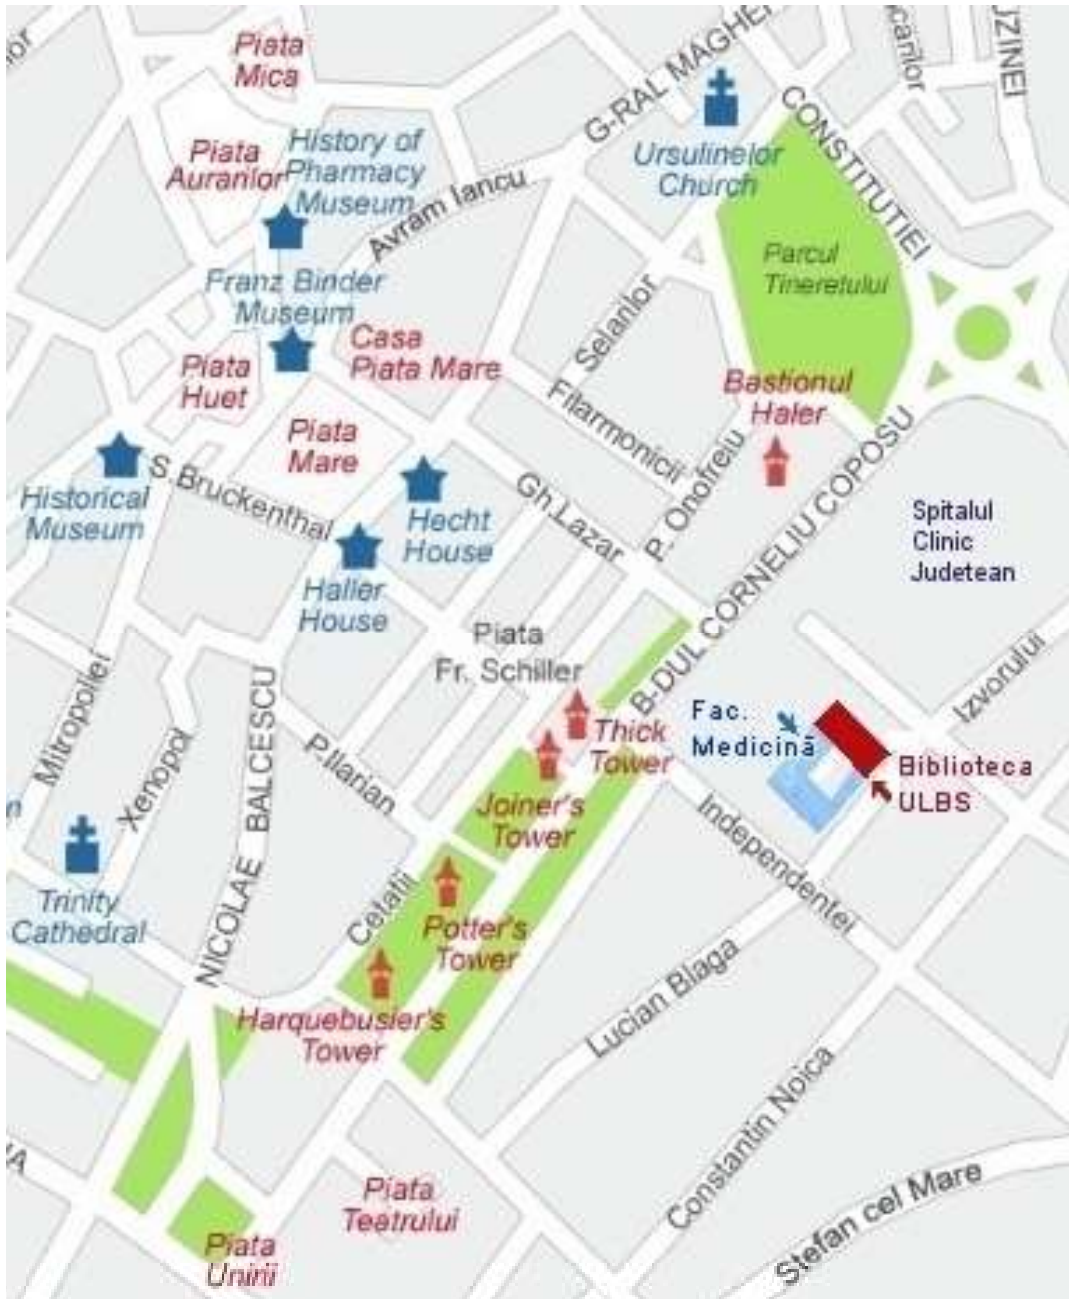 UZINEI
Piata
Mica
G-RAL MAGHERU
CONSTITUTIEI
History of
Pharmacy
Museum
Piata
Aurarilor
Ursulinelor
Church
Avram Iancu
Parcul
Tineretului
Franz Binder
Museum
Selarilor
Casa
Piata Mare
Piata
Huet
Bastionul
Haler
Filarmonicii
Piata
Mare
S.Bruckenthal
Historical
Museum
Hecht
House
Gh.Lazar
P. Onofreiu
B-DUL CORNELIU COPOSU
Spitalul
Clinic
Judetean
Haller
House
Piata
Fr. Schiller
Izvorului
Mitropoliei
Xenopol
NICOLAE BALCESCU
P.Ilarian
Thick
Tower
Fac.
Medicină
Biblioteca
ULBS
Joiner's
Tower
Independentei
Trinity
Cathedral
Cetatii
Potter's
Tower
Lucian Blaga
Harquebusier's
Tower
Constantin Noica
Piata
Teatrului
Stefan cel Mare
Piata
Unirii